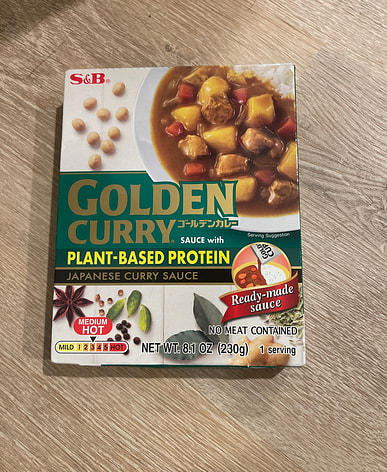 S&B®
GOLDEN
CURRY®
ゴールデンカレー
SAUCE with
Serving Suggestion
PLANT-BASED PROTEIN
JAPANESE CURRY SAUCE
Ready-made
sauce
MEDIUM
HOT
NO MEAT CONTAINED
MILD 1 2 3 4 5 HOT
NET WT. 8.1 OZ (230g)
1 serving